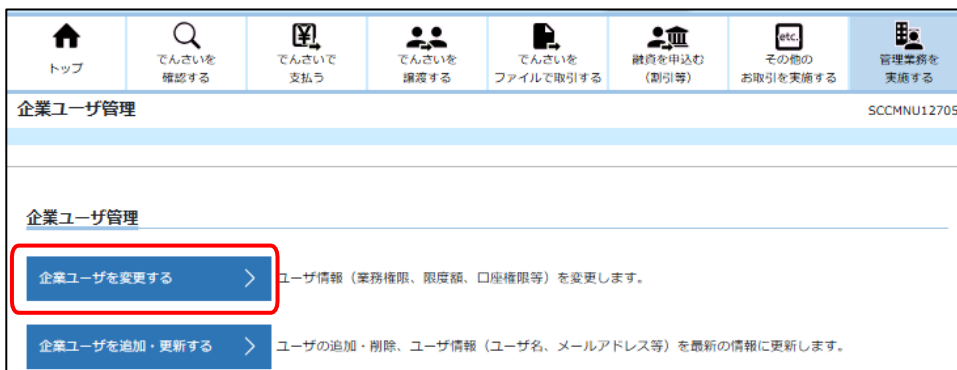 トップ
でんさいを
確認する
でんさいで
支払う
でんさいを
譲渡する
でんさいを
ファイルで取引する
融資を申込む
(割引等)
etc.
その他の
お取引を実施する
管理業務を
実施する
企業ユーザ管理
SCCMNU12705
企業ユーザ管理
企業ユーザを変更する
ユーザ情報（業務権限、限度額、口座権限等）を変更します。
企業ユーザを追加・更新する
ユーザの追加・削除、ユーザ情報（ユーザ名、メールアドレス等）を最新の情報に更新します。